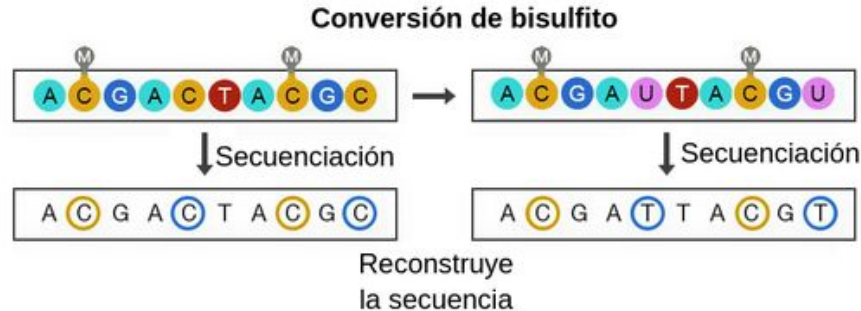 Conversión de bisulfito
M M M M
A C G A C T A C G C A C G A U T A C G U
Secuenciación Secuenciación
A C G A C T A C G C A C G A T T A C G T
Reconstruye
la secuencia